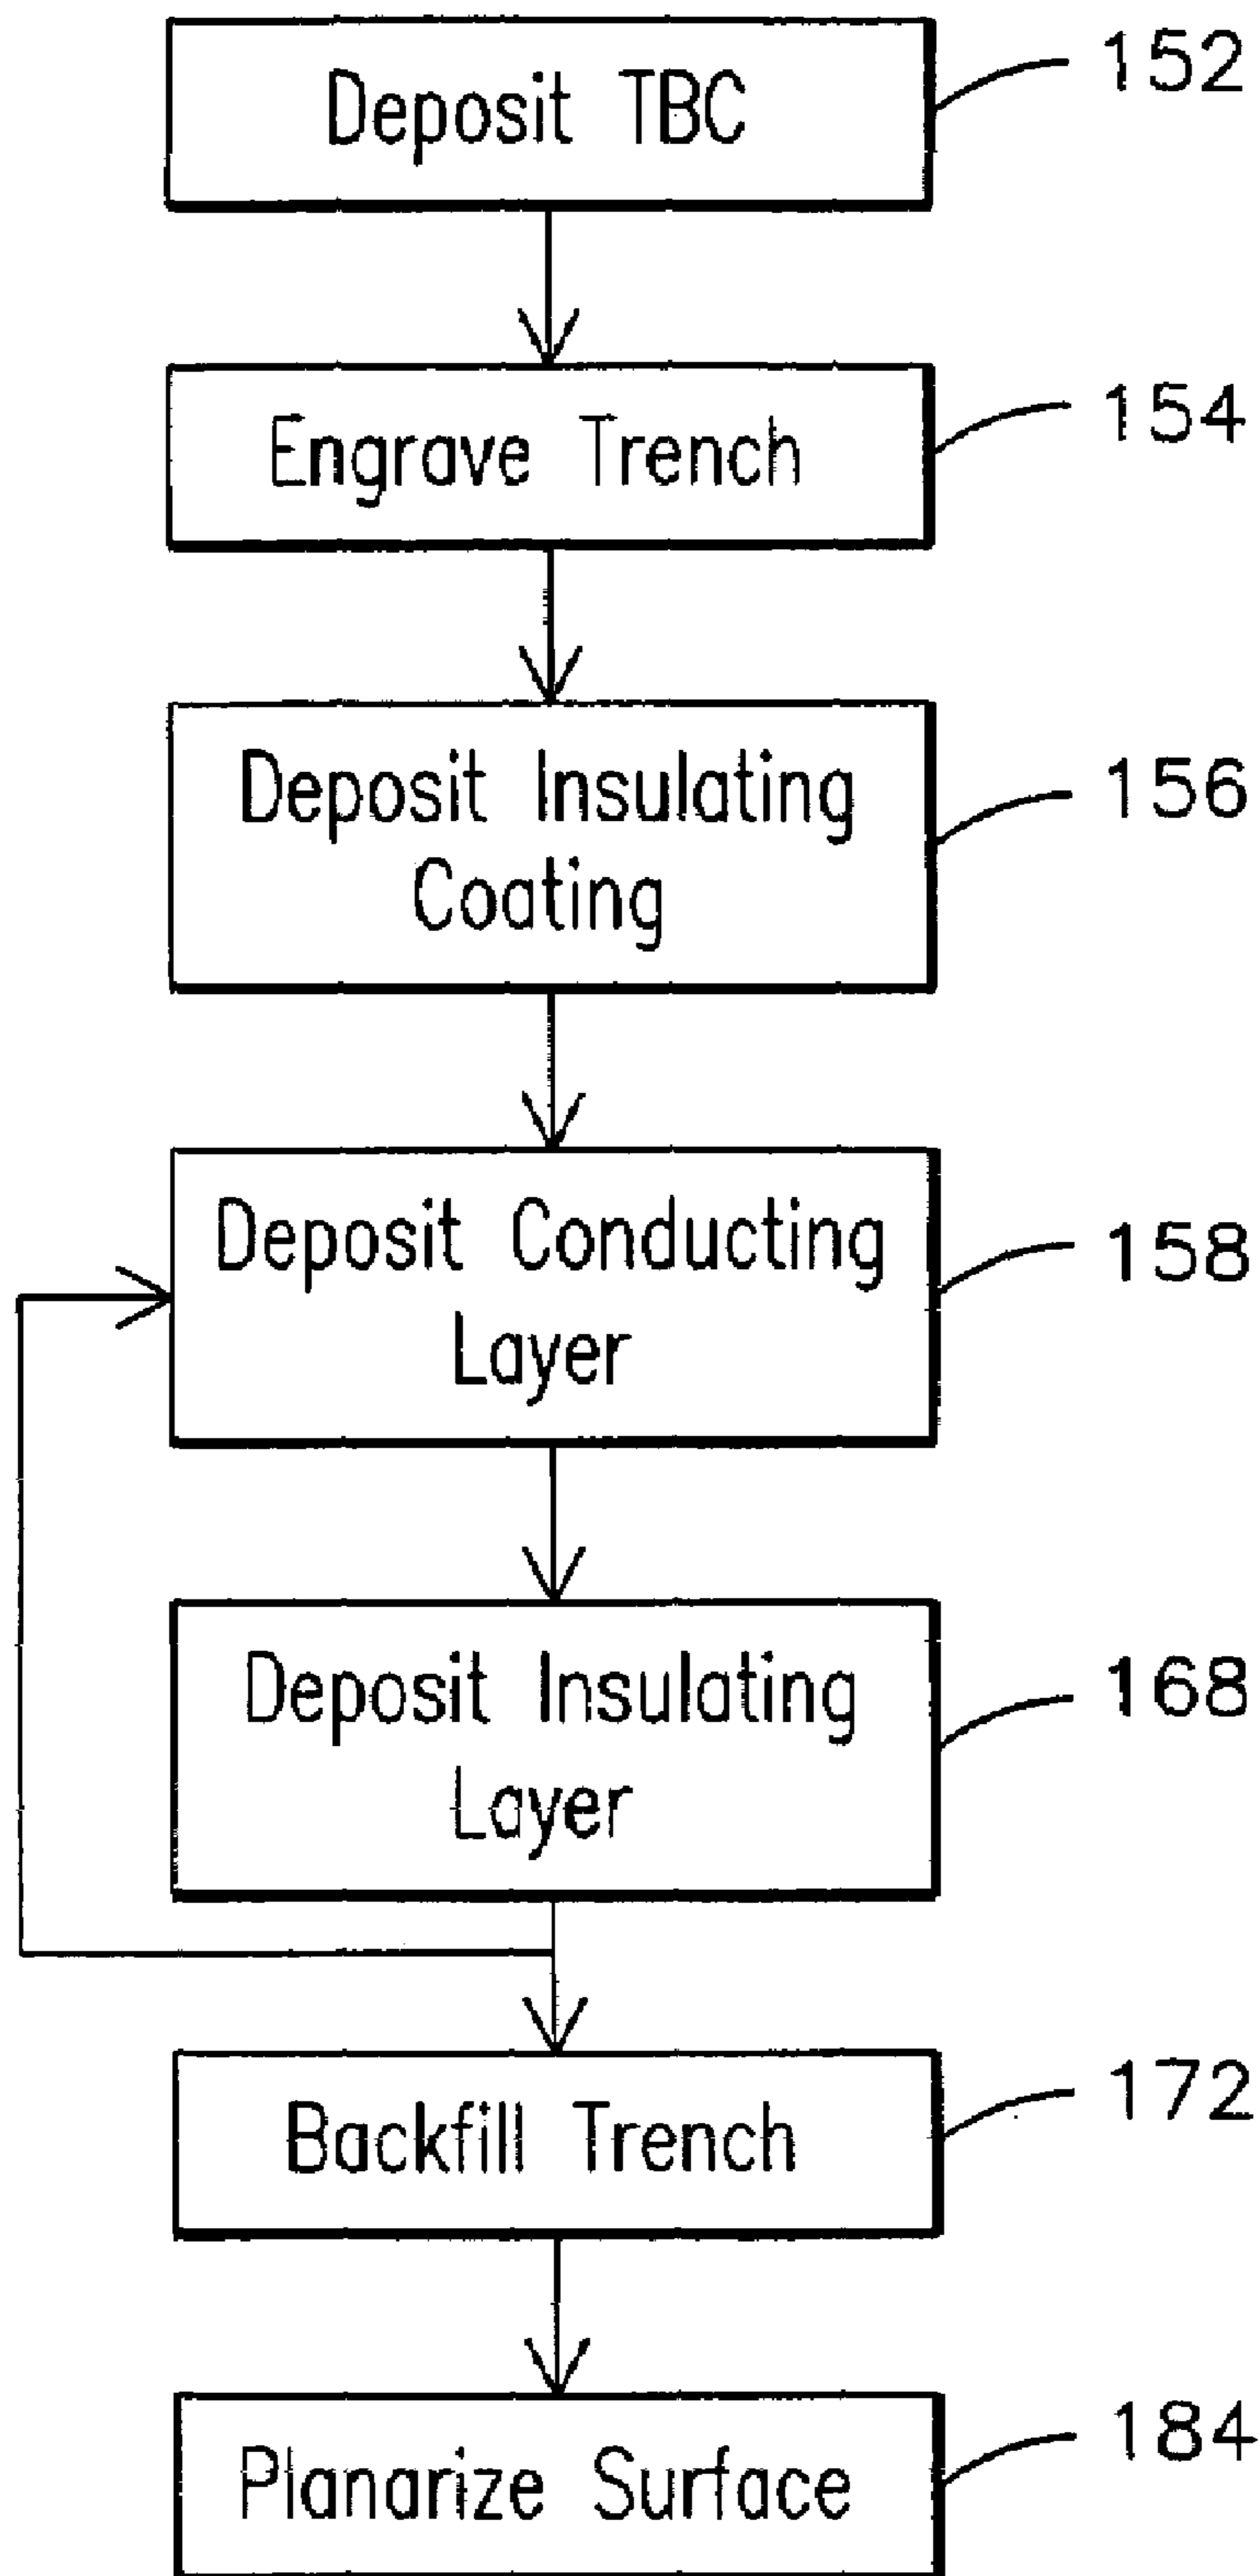 Deposit TBC
152
Engrave Trench
154
Deposit Insulating
Coating
156
Deposit Conducting
Layer
158
Deposit Insulating
Layer
168
Backfill Trench
172
Planarize Surface
184